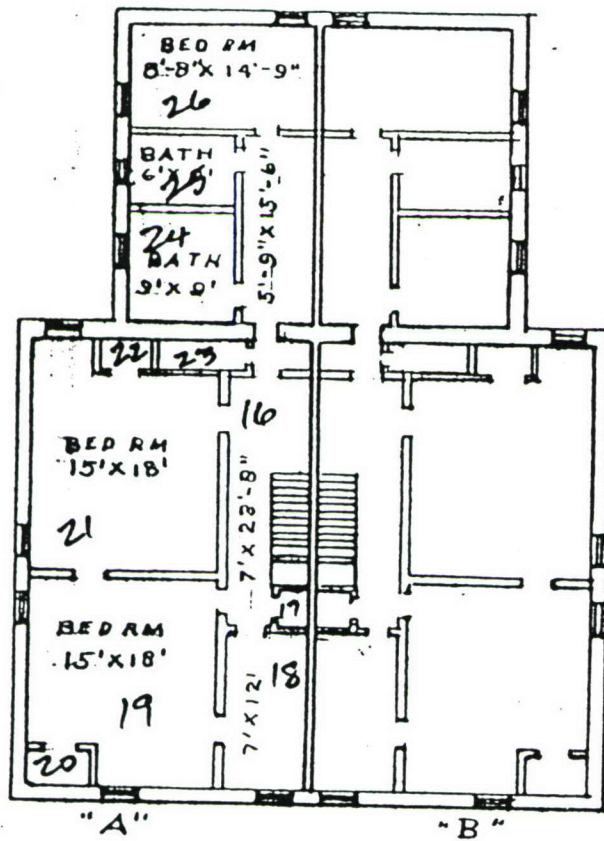 BED RM
8'-8" X 14'-9"
26
BATH
25
24
BATH
9' X 9'
5'-9" X 15'-6"
22
23
16
BED RM
15' X 18'
21
7' X 23'-8"
17
BED RM
15' X 18'
19
18
7' X 12'
20
"A"
"B"